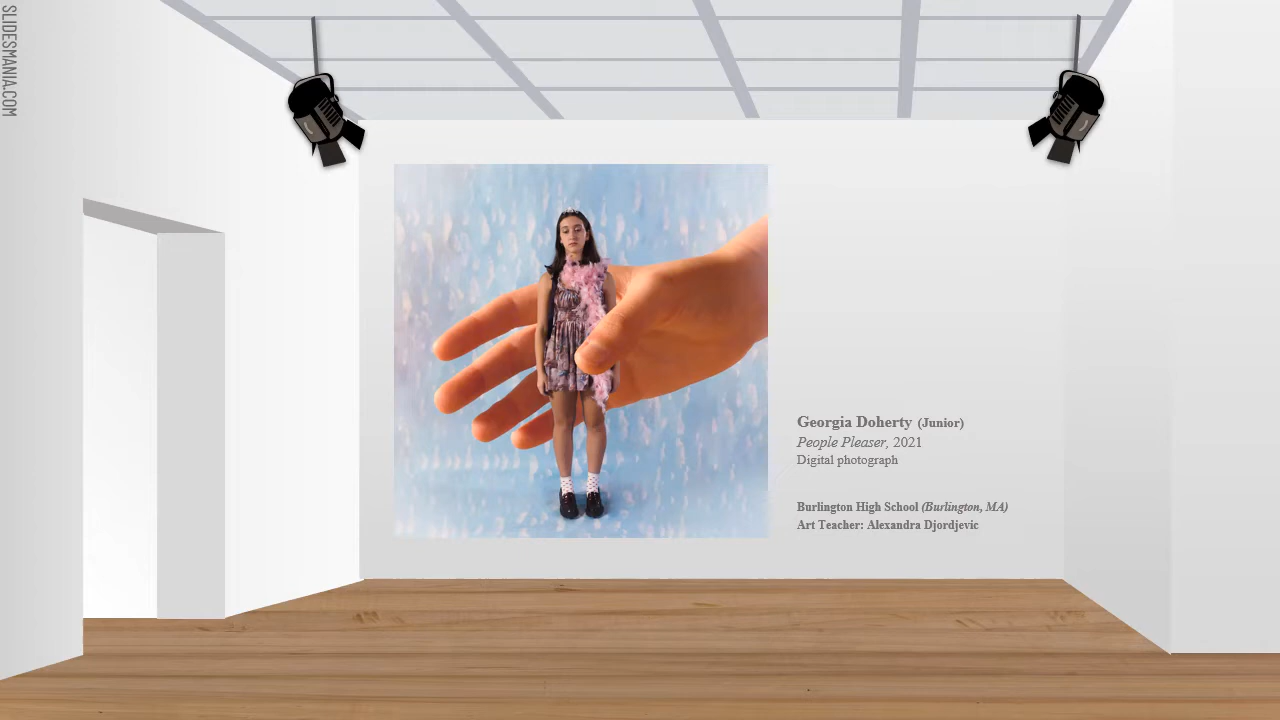 SLIDESMANIA.COM
Georgia Doherty (Junior)
People Pleaser, 2021
Digital photograph
Burlington High School (Burlington, MA)
Art Teacher: Alexandra Djordjevic